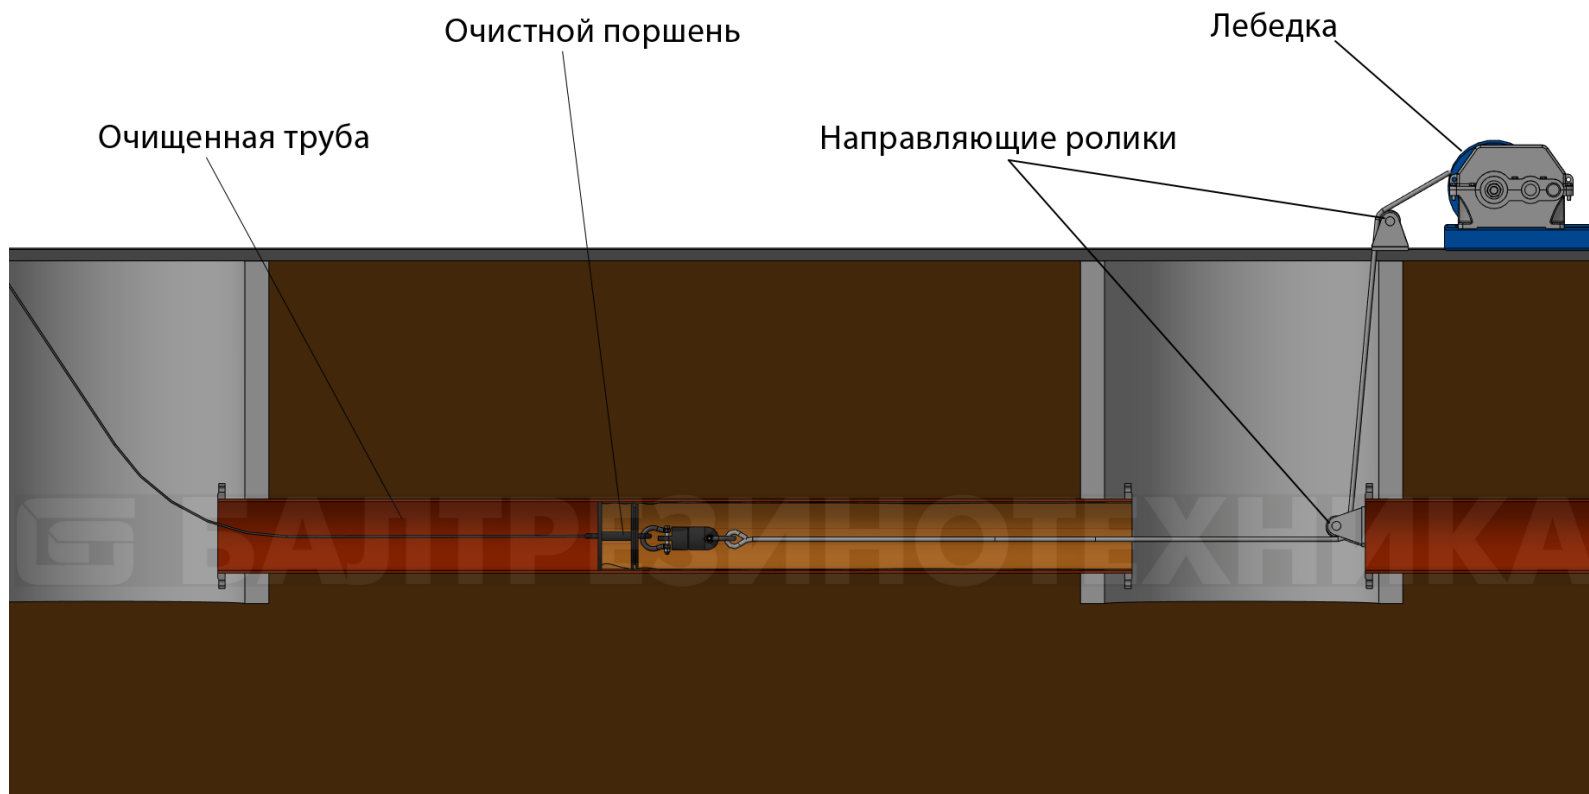 Очистной поршень
Лебедка
Очищенная труба
Направляющие ролики
БАЛТРЕЗИНОТЕХНИКА